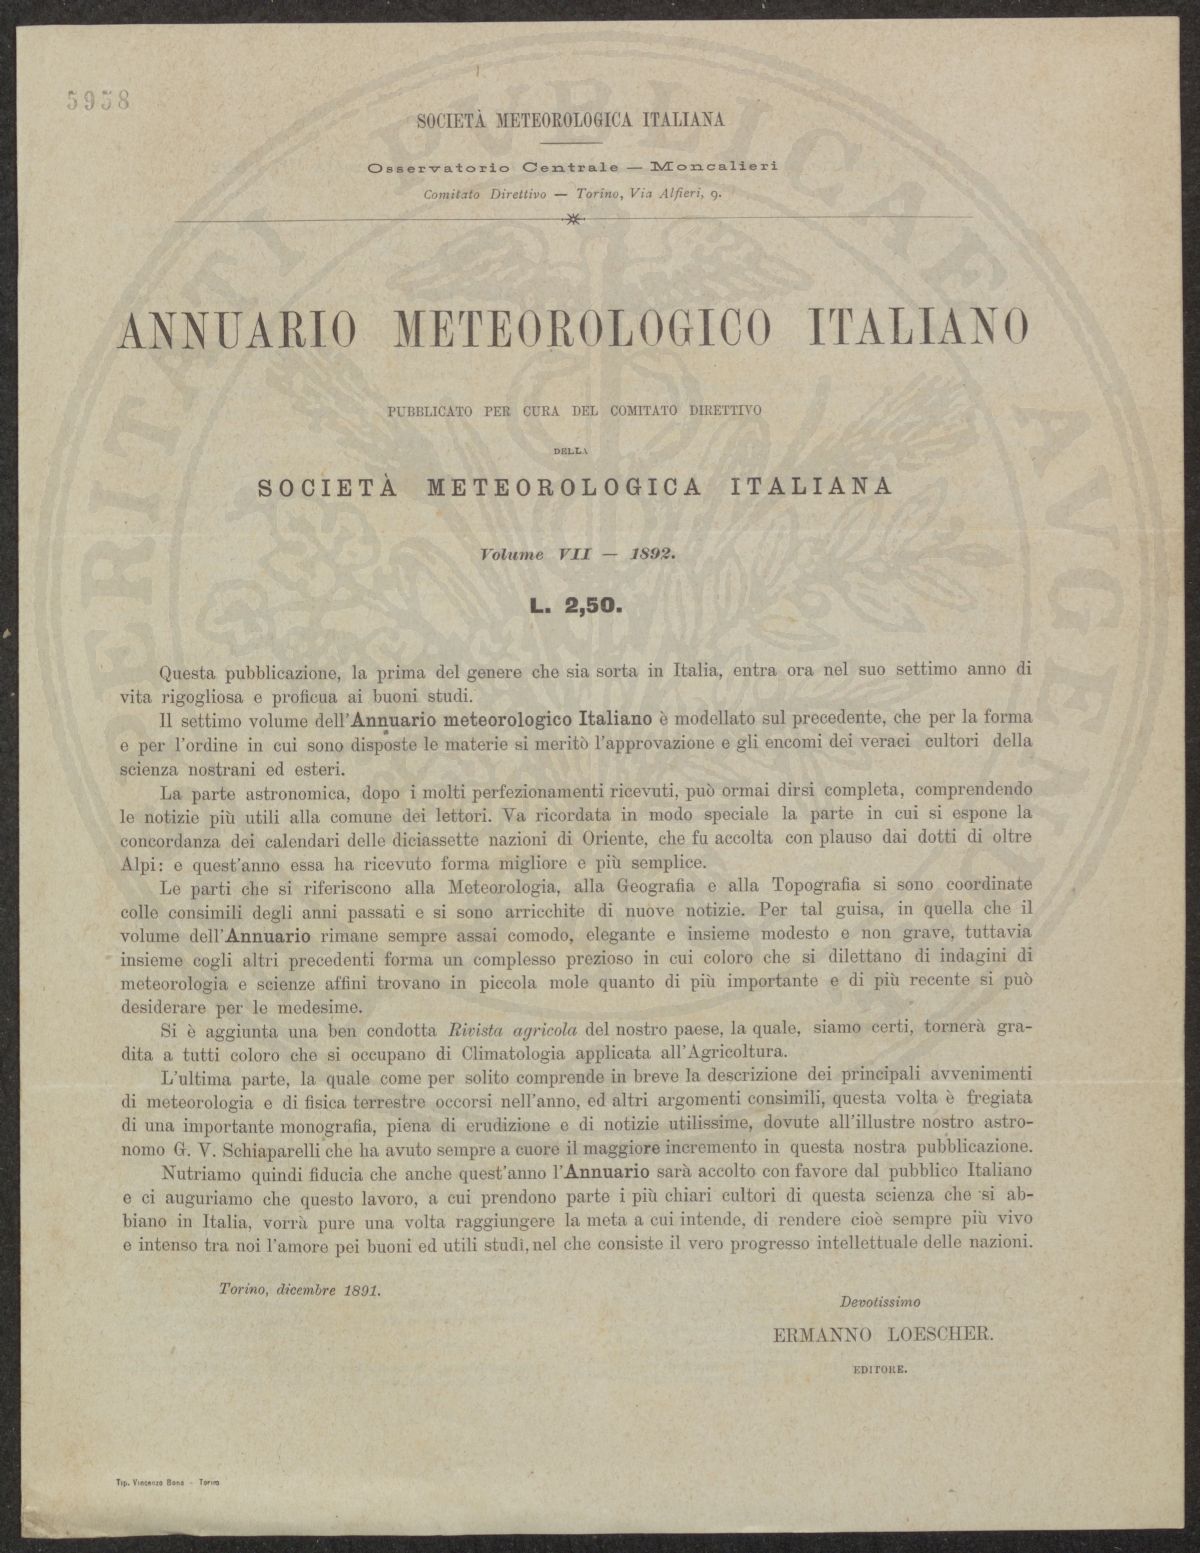 5958
SOCIETÀ METEOROLOGICA ITALIANA
Osservatorio Centrale — Moncalieri
Comitato Direttivo — Torino, Via Alfieri, 9.
ANNUARIO METEOROLOGICO ITALIANO
PUBBLICATO PER CURA DEL COMITATO DIRETTIVO
DELLA
SOCIETÀ METEOROLOGICA ITALIANA
Volume VII — 1892.
L. 2,50.
Questa pubblicazione, la prima del genere che sia sorta in Italia, entra ora nel suo settimo anno di
vita rigogliosa e proficua ai buoni studi.
Il settimo volume dell'Annuario meteorologico Italiano è modellato sul precedente, che per la forma
e per l'ordine in cui sono disposte le materie si meritò l'approvazione e gli encomi dei veraci cultori della
scienza nostrani ed esteri.
La parte astronomica, dopo i molti perfezionamenti ricevuti, può ormai dirsi completa, comprendendo
le notizie più utili alla comune dei lettori. Va ricordata in modo speciale la parte in cui si espone la
concordanza dei calendari delle diciassette nazioni di Oriente, che fu accolta con plauso dai dotti di oltre
Alpi: e quest'anno essa ha ricevuto forma migliore e più semplice.
Le parti che si riferiscono alla Meteorologia, alla Geografia e alla Topografia si sono coordinate
colle consimili degli anni passati e si sono arricchite di nuove notizie. Per tal guisa, in quella che il
volume dell'Annuario rimane sempre assai comodo, elegante e insieme modesto e non grave, tuttavia
insieme cogli altri precedenti forma un complesso prezioso in cui coloro che si dilettano di indagini di
meteorologia e scienze affini trovano in piccola mole quanto di più importante e di più recente si può
desiderare per le medesime.
Si è aggiunta una ben condotta Rivista agricola del nostro paese, la quale, siamo certi, tornerà gra-
dita a tutti coloro che si occupano di Climatologia applicata all'Agricoltura.
L'ultima parte, la quale come per solito comprende in breve la descrizione dei principali avvenimenti
di meteorologia e di fisica terrestre occorsi nell'anno, ed altri argomenti consimili, questa volta è fregiata
di una importante monografia, piena di erudizione e di notizie utilissime, dovute all'illustre nostro astro-
nomo G. V. Schiaparelli che ha avuto sempre a cuore il maggiore incremento in questa nostra pubblicazione.
Nutriamo quindi fiducia che anche quest'anno l'Annuario sarà accolto con favore dal pubblico Italiano
e ci auguriamo che questo lavoro, a cui prendono parte i più chiari cultori di questa scienza che si ab-
biano in Italia, vorrà pure una volta raggiungere la meta a cui intende, di rendere cioè sempre più vivo
e intenso tra noi l'amore pei buoni ed utili studi, nel che consiste il vero progresso intellettuale delle nazioni.
Torino, dicembre 1891.
Devotissimo
ERMANNO LOESCHER.
EDITORE.
Tip. Vincenzo Bona - Torino